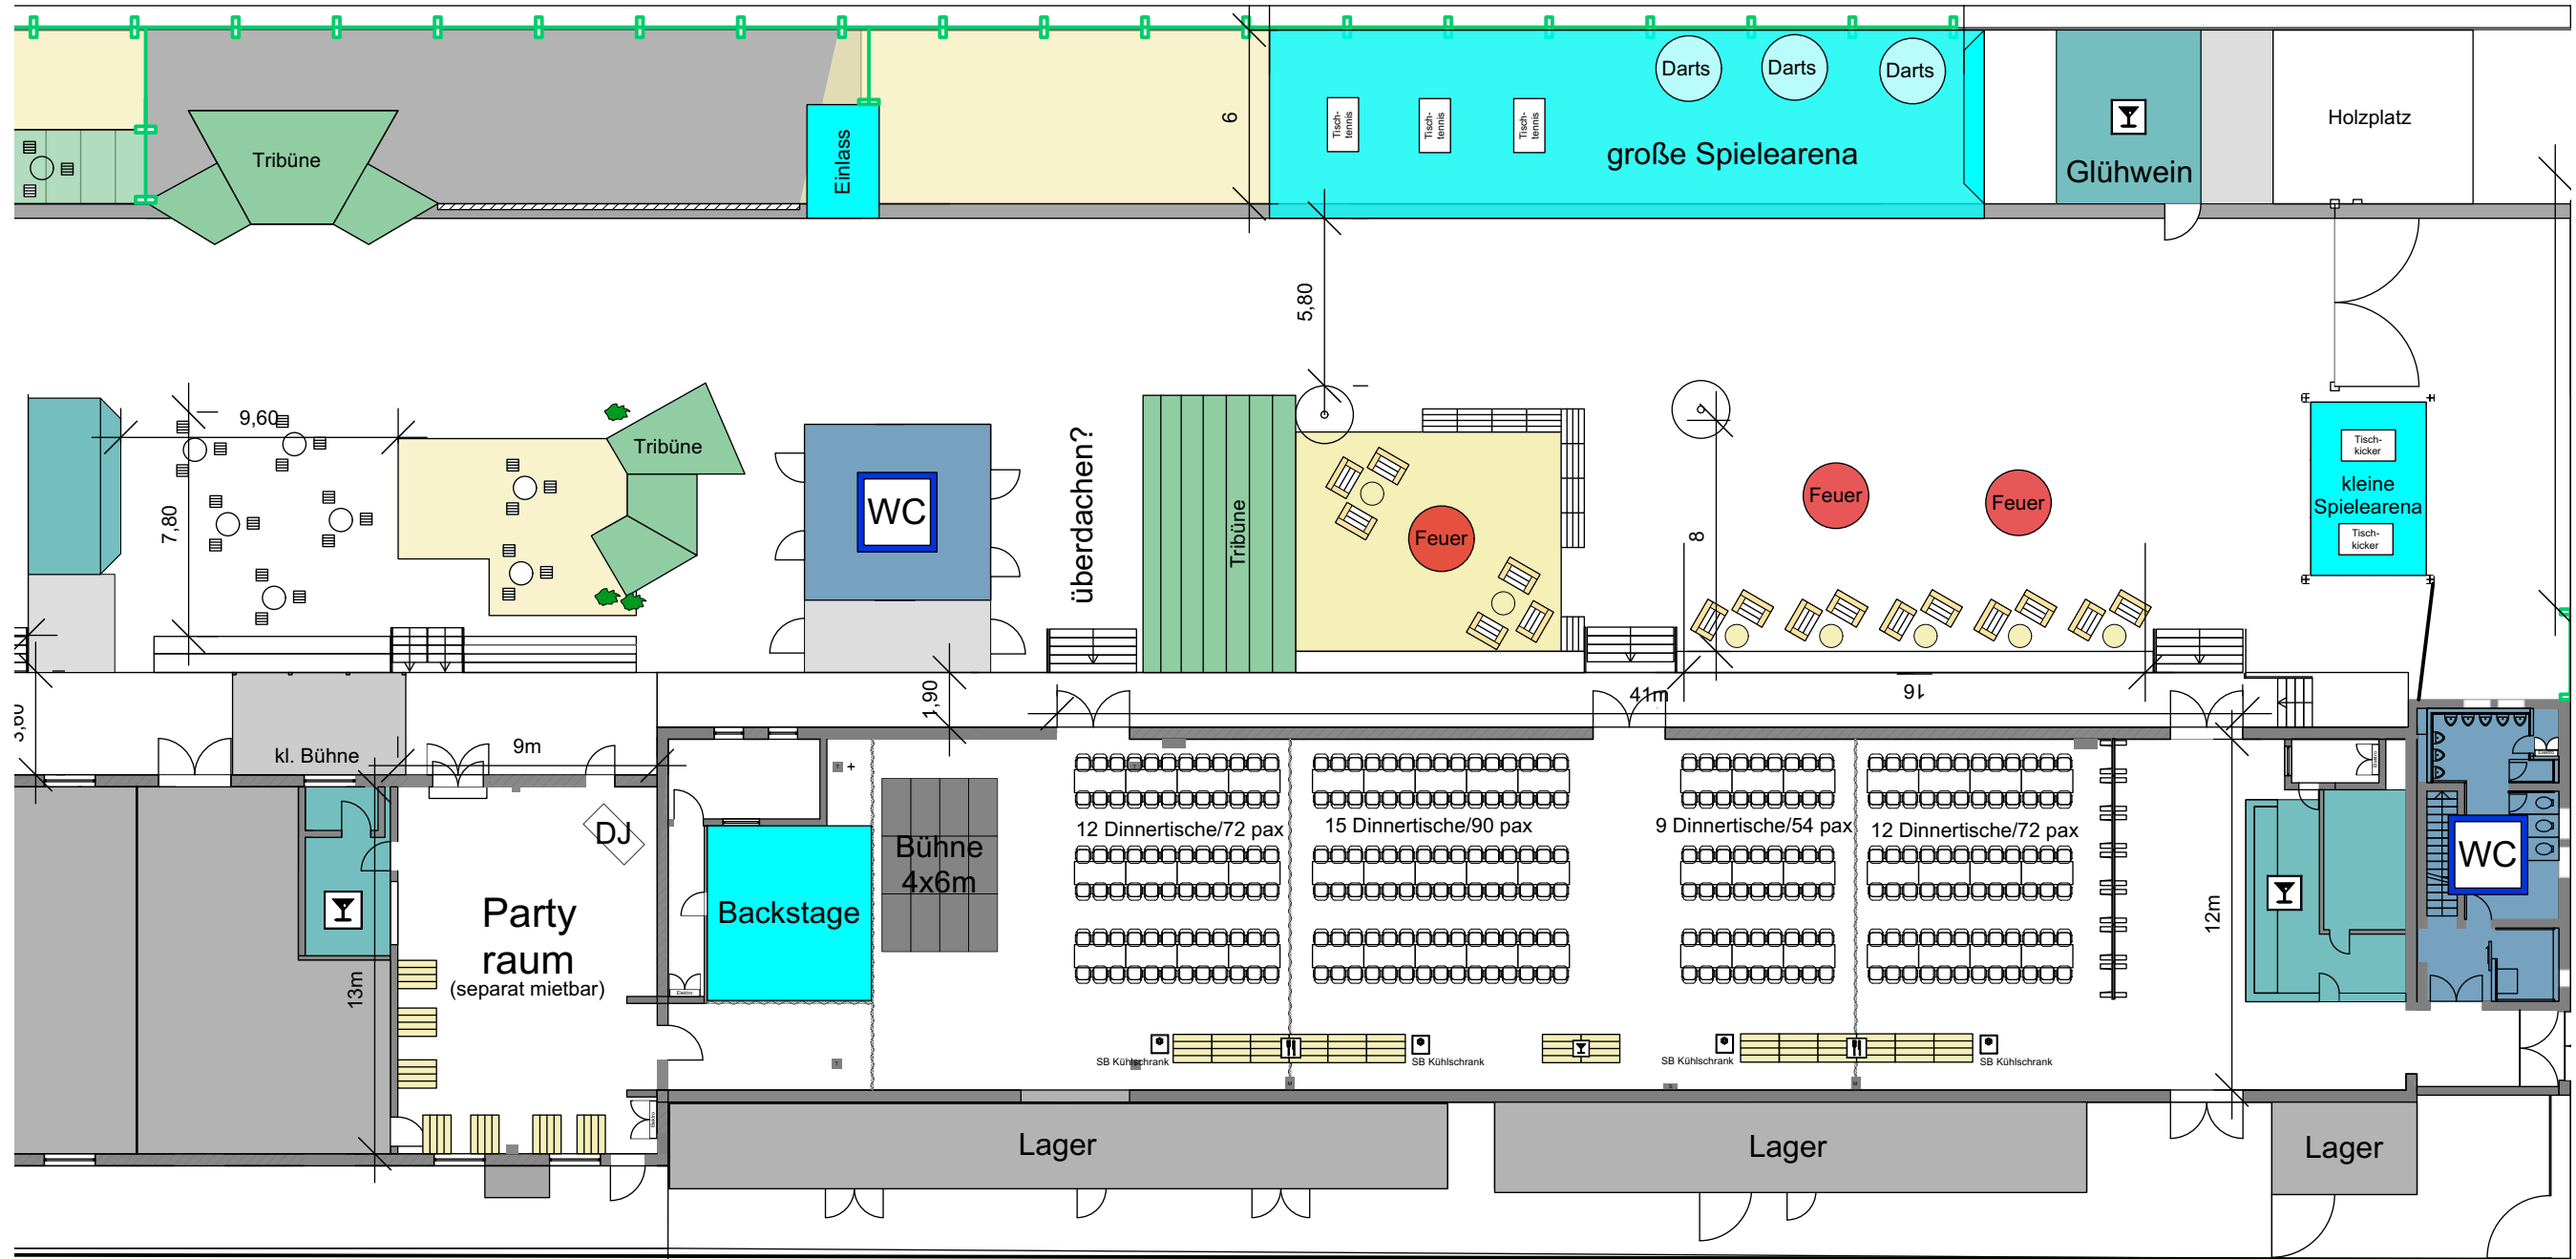 Darts
Darts
Darts
Tisch-
tennis
Tisch-
tennis
Tisch-
tennis
große Spielearena
6
Einlass
Tribüne
Glühwein
Holzplatz
5,80
9,60
7,80
Tribüne
WC
überdachen?
Tribüne
Feuer
Feuer
Feuer
8
Tisch-
kicker
kleine
Spielearena
Tisch-
kicker
3,60
kl. Bühne
9m
1,90
41m
16
DJ
Party
raum
(separat mietbar)
13m
Backstage
Elektro
Elektro
Bühne
4x6m
12 Dinnertische/72 pax
15 Dinnertische/90 pax
9 Dinnertische/54 pax
12 Dinnertische/72 pax
12m
WC
SB Kühlschrank
SB Kühlschrank
SB Kühlschrank
SB Kühlschrank
Lager
Lager
Lager